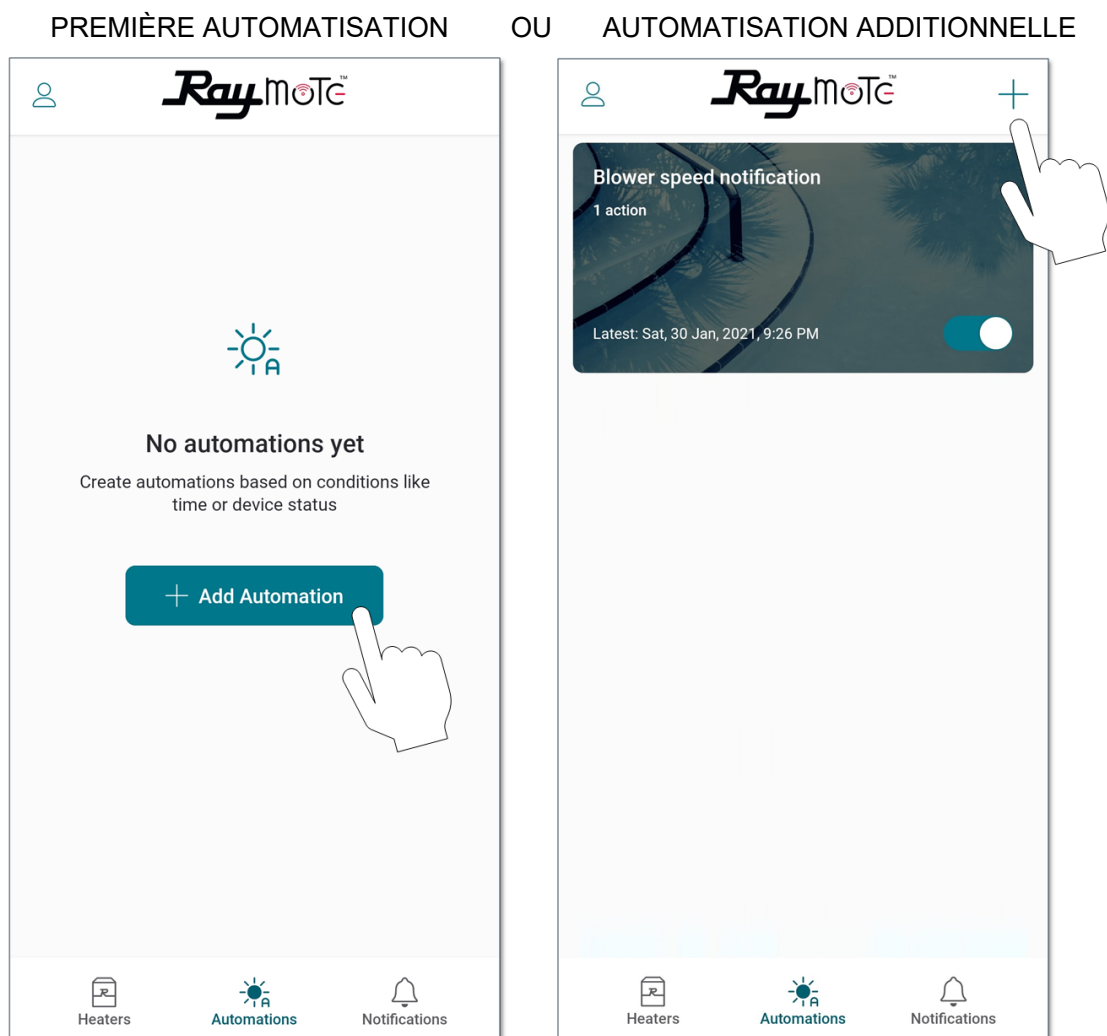 PREMIÈRE AUTOMATISATION OU AUTOMATISATION ADDITIONNELLE
RaymoTe™
No automations yet
Create automations based on conditions like
time or device status
+ Add Automation
Heaters Automations Notifications
RaymoTe™ +
Blower speed notification
1 action
Latest: Sat, 30 Jan, 2021, 9:26 PM
Heaters Automations Notifications